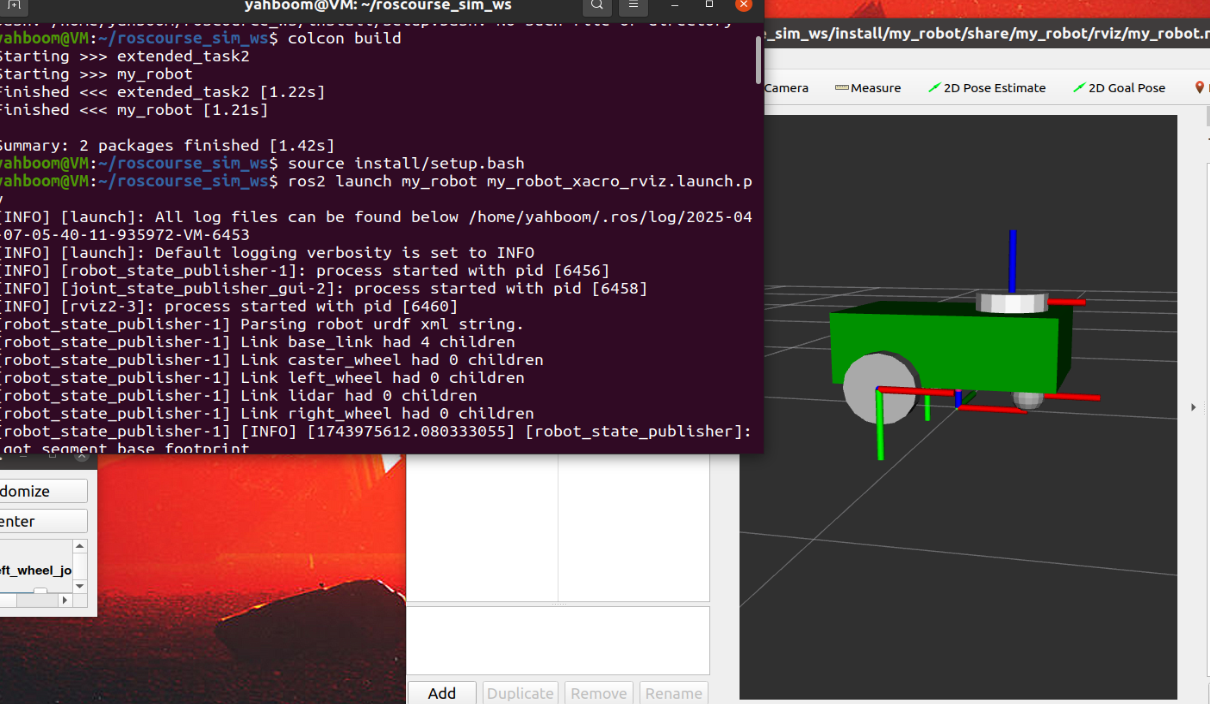 yahboom@VM: ~/roscourse_sim_ws
yahboom@VM:~/roscourse_sim_ws$ colcon build
Starting >>> extended_task2
Starting >>> my_robot
Finished <<< extended_task2 [1.22s]
Finished <<< my_robot [1.21s]
Summary: 2 packages finished [1.42s]
yahboom@VM:~/roscourse_sim_ws$ source install/setup.bash
yahboom@VM:~/roscourse_sim_ws$ ros2 launch my_robot my_robot_xacro_rviz.launch.p
y
[INFO] [launch]: All log files can be found below /home/yahboom/.ros/log/2025-04
-07-05-40-11-935972-VM-6453
[INFO] [launch]: Default logging verbosity is set to INFO
[INFO] [robot_state_publisher-1]: process started with pid [6456]
[INFO] [joint_state_publisher_gui-2]: process started with pid [6458]
[INFO] [rviz2-3]: process started with pid [6460]
[robot_state_publisher-1] Parsing robot urdf xml string.
[robot_state_publisher-1] Link base_link had 4 children
[robot_state_publisher-1] Link caster_wheel had 0 children
[robot_state_publisher-1] Link left_wheel had 0 children
[robot_state_publisher-1] Link lidar had 0 children
[robot_state_publisher-1] Link right_wheel had 0 children
[robot_state_publisher-1] [INFO] [1743975612.080333055] [robot_state_publisher]:
got segment base_footprint
e_sim_ws/install/my_robot/share/my_robot/rviz/my_robot.r
Camera Measure 2D Pose Estimate 2D Goal Pose
domize
enter
eft_wheel_jo
Add Duplicate Remove Rename